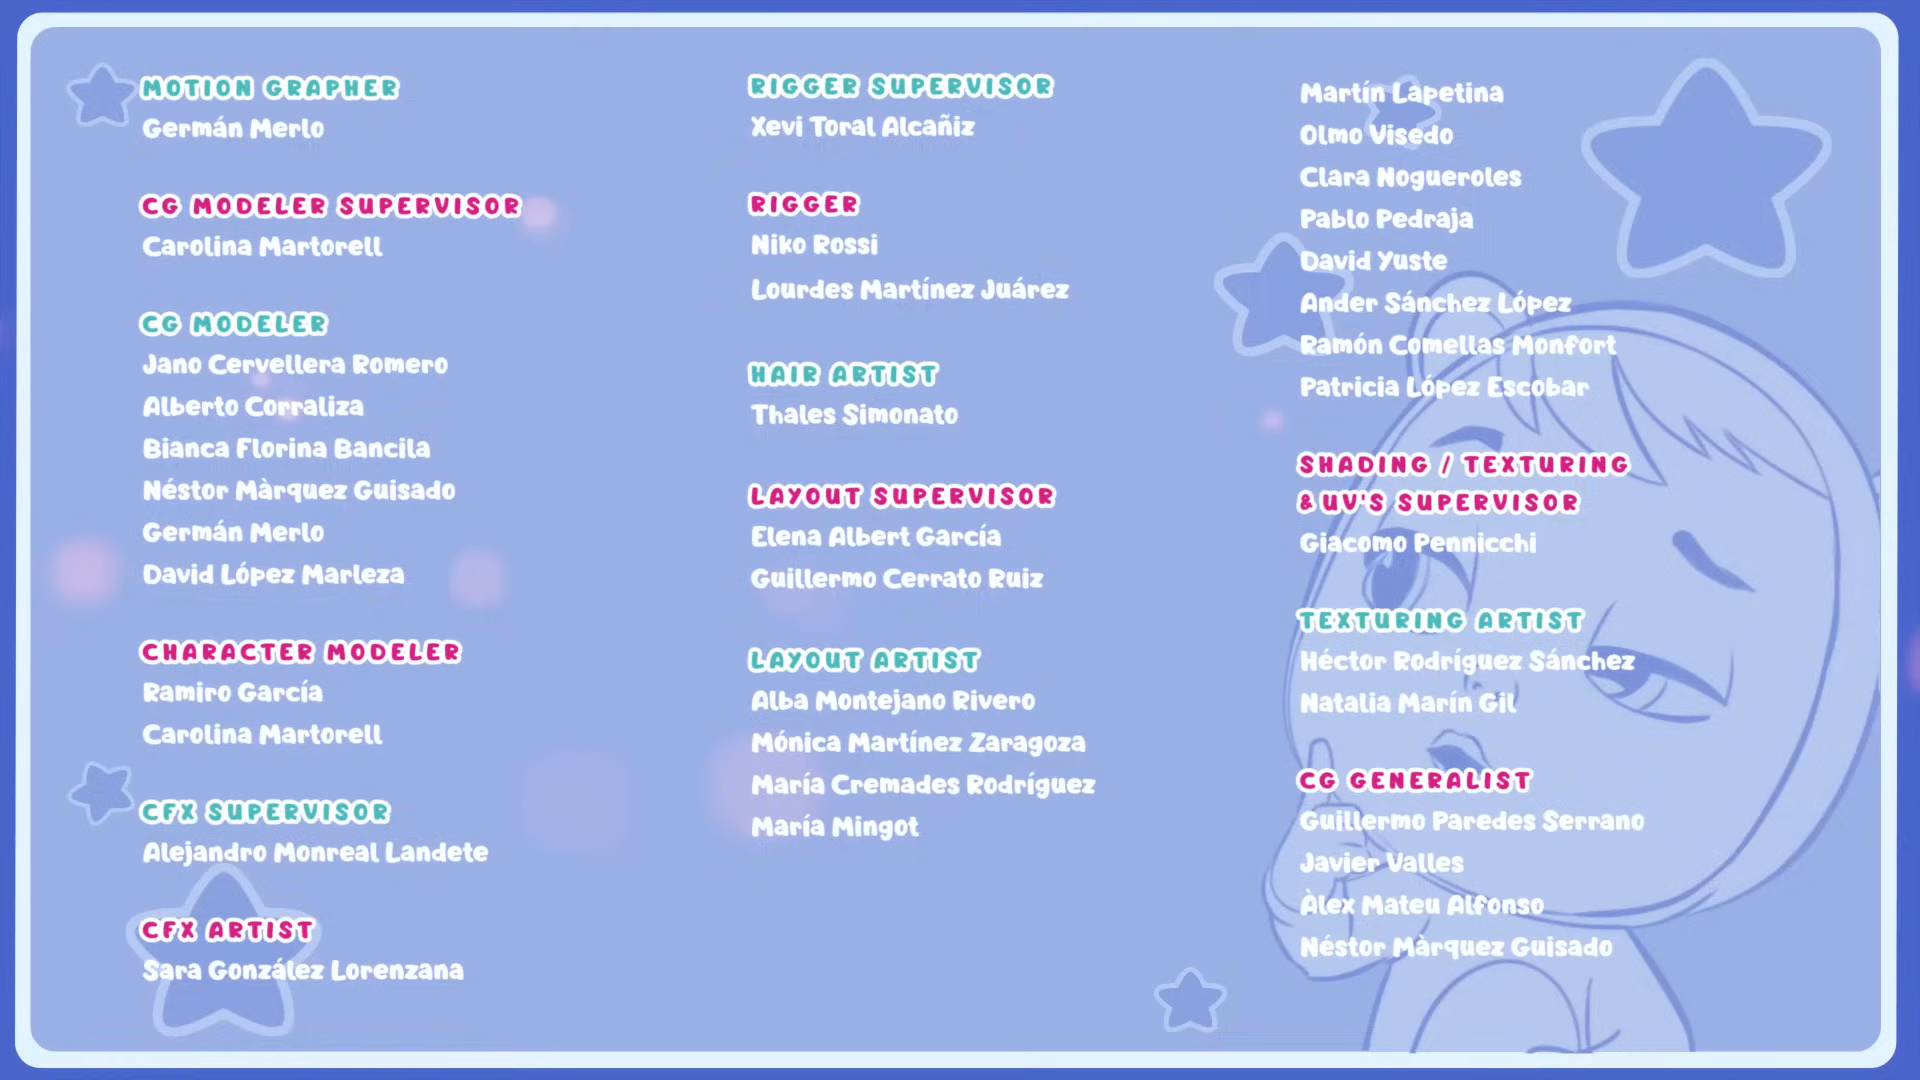 MOTION GRAPHER
Germán Merlo
CG MODELER SUPERVISOR
Carolina Martorell
CG MODELER
Jano Cervellera Romero
Alberto Corraliza
Bianca Florina Bancila
Néstor Màrquez Guisado
Germán Merlo
David López Marleza
CHARACTER MODELER
Ramiro García
Carolina Martorell
CFX SUPERVISOR
Alejandro Monreal Landete
CFX ARTIST
Sara González Lorenzana
RIGGER SUPERVISOR
Xevi Toral Alcañiz
RIGGER
Niko Rossi
Lourdes Martínez Juárez
HAIR ARTIST
Thales Simonato
LAYOUT SUPERVISOR
Elena Albert García
Guillermo Cerrato Ruiz
LAYOUT ARTIST
Alba Montejano Rivero
Mónica Martínez Zaragoza
María Cremades Rodríguez
María Mingot
Martín Lapetina
Olmo Visedo
Clara Nogueroles
Pablo Pedraja
David Yuste
Ander Sánchez López
Ramón Comellas Monfort
Patricia López Escobar
SHADING / TEXTURING
& UV'S SUPERVISOR
Giacomo Pennicchi
TEXTURING ARTIST
Héctor Rodríguez Sánchez
Natalia Marín Gil
CG GENERALIST
Guillermo Paredes Serrano
Javier Valles
Àlex Mateu Alfonso
Néstor Màrquez Guisado